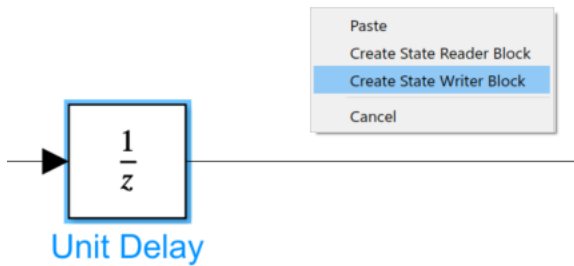 Paste
Create State Reader Block
Create State Writer Block
Cancel
1
z
Unit Delay